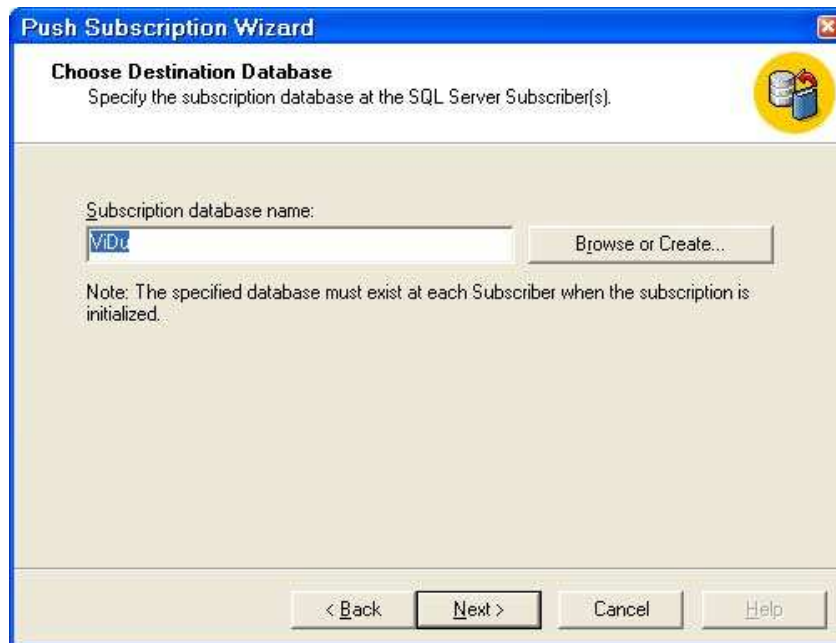 Push Subscription Wizard
Choose Destination Database
Specify the subscription database at the SQL Server Subscriber(s).
Subscription database name:
ViDu
Browse or Create...
Note: The specified database must exist at each Subscriber when the subscription is
initialized.
< Back
Next >
Cancel
Help